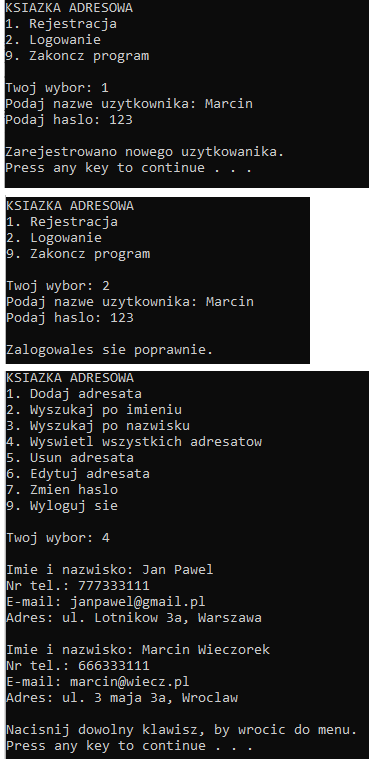 KSIAZKA ADRESOWA
1. Rejestracja
2. Logowanie
9. Zakoncz program
Twoj wybor: 1
Podaj nazwe uzytkownika: Marcin
Podaj haslo: 123
Zarejestrowano nowego uzytkowanika.
Press any key to continue . . .
KSIAZKA ADRESOWA
1. Rejestracja
2. Logowanie
9. Zakoncz program
Twoj wybor: 2
Podaj nazwe uzytkownika: Marcin
Podaj haslo: 123
Zalogowales sie poprawnie.
KSIAZKA ADRESOWA
1. Dodaj adresata
2. Wyszukaj po imieniu
3. Wyszukaj po nazwisku
4. Wyswietl wszystkich adresatow
5. Usun adresata
6. Edytuj adresata
7. Zmien haslo
9. Wyloguj sie
Twoj wybor: 4
Imie i nazwisko: Jan Pawel
Nr tel.: 777333111
E-mail: janpawel@gmail.pl
Adres: ul. Lotnikow 3a, Warszawa
Imie i nazwisko: Marcin Wieczorek
Nr tel.: 666333111
E-mail: marcin@wiecz.pl
Adres: ul. 3 maja 3a, Wroclaw
Nacisnij dowolny klawisz, by wrocic do menu.
Press any key to continue . . .